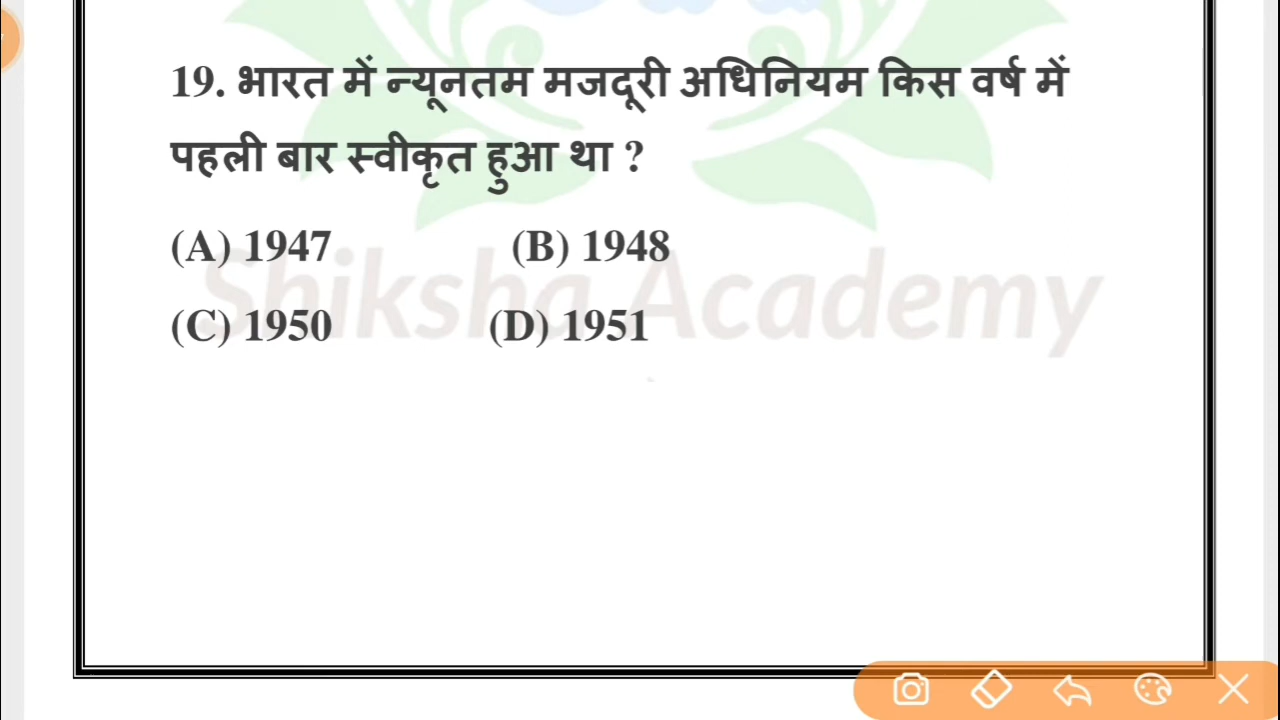 19. भारत में न्यूनतम मजदूरी अधिनियम किस वर्ष में
पहली बार स्वीकृत हुआ था ?
(A) 1947 (B) 1948
Shiksha Academy
(C) 1950 (D) 1951